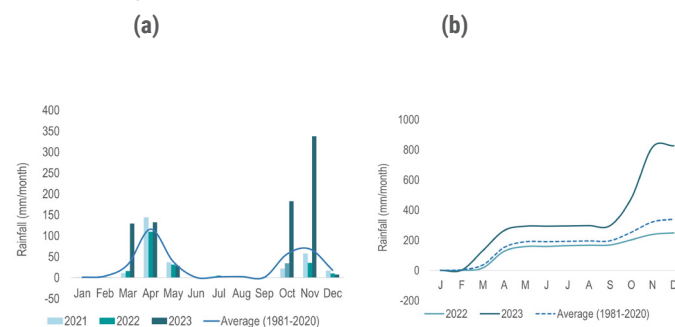 (a)
(b)
Rainfall (mm/month)
400
350
300
250
200
150
100
50
0
-50
Jan Feb Mar Apr May Jun Jul Aug Sep Oct Nov Dec
2021 2022 2023 Average (1981-2020)
Rainfall (mm/month)
1000
800
600
400
200
0
-200
J F M A M J J A S O N D
2022 2023 Average (1981-2020)